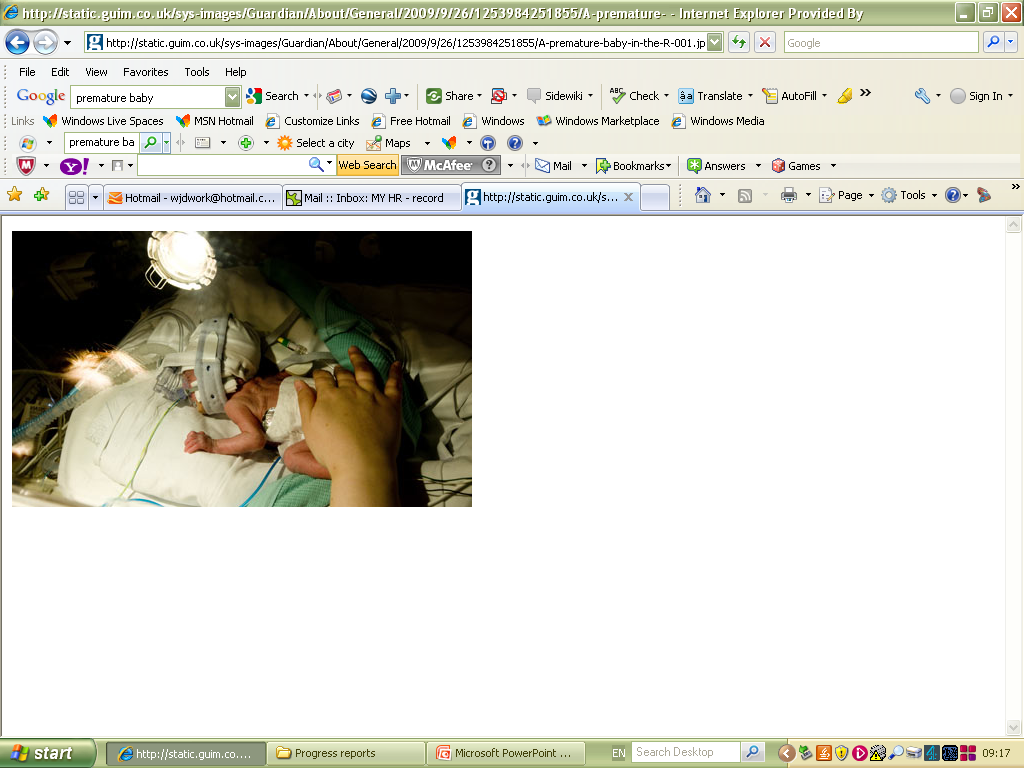 http://static.guim.co.uk/sys-images/Guardian/About/General/2009/9/26/1253984251855/A-premature- - Internet Explorer Provided By
http://static.guim.co.uk/sys-images/Guardian/About/General/2009/9/26/1253984251855/A-premature-baby-in-the-R-001.jp Google
File Edit View Favorites Tools Help
Google premature baby Search Share Sidewiki ABC Check aа Translate AutoFill » Sign In
Links Windows Live Spaces MSN Hotmail Customize Links Free Hotmail Windows Windows Marketplace Windows Media
premature ba Select a city Maps
Y! Web Search McAfee Mail Bookmarks Answers Games
Hotmail - wjdwork@hotmail.c... Mail :: Inbox: MY HR - record http://static.guim.co.uk/s... Page Tools »
start http://static.guim.co.... Progress reports Microsoft PowerPoint ... EN Search Desktop 09:17